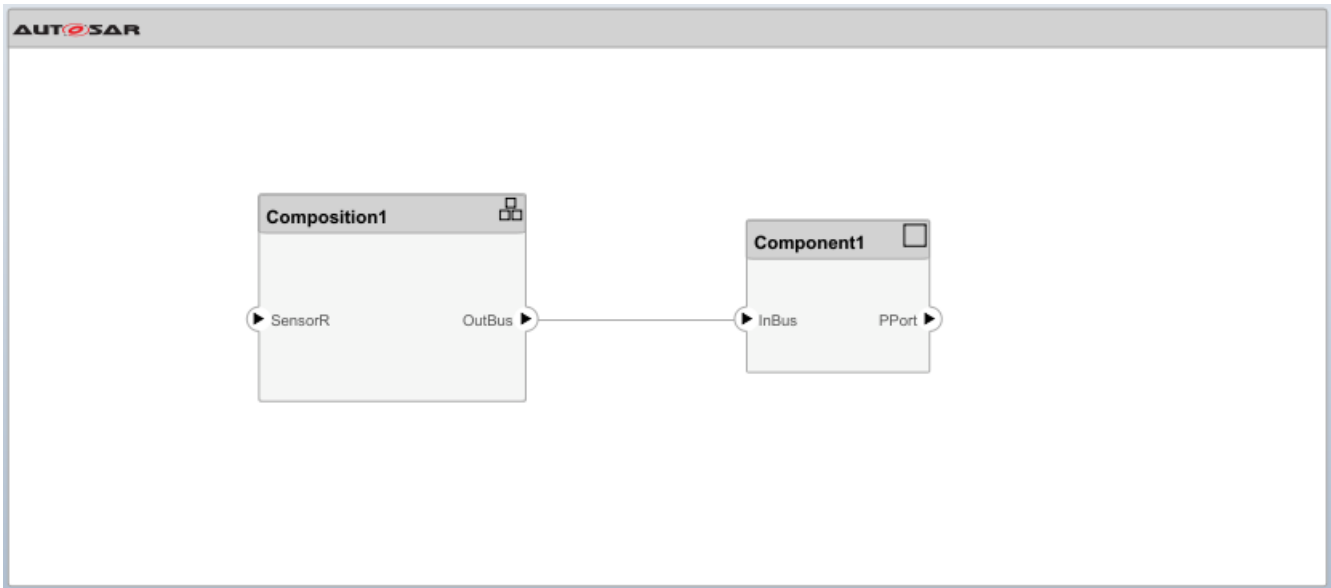 AUTOSAR
Composition1
Component1
SensorR OutBus InBus PPort